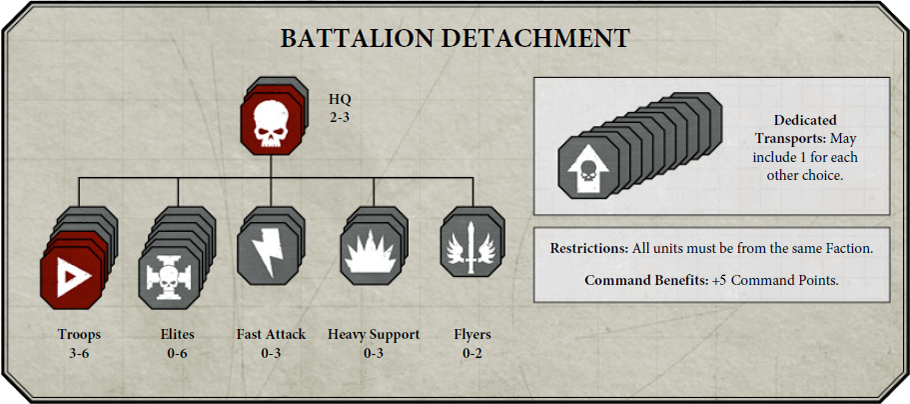 BATTALION DETACHMENT
HQ
2-3
Dedicated
Transports: May
include 1 for each
other choice.
Restrictions: All units must be from the same Faction.
Command Benefits: +5 Command Points.
Troops
3-6
Elites
0-6
Fast Attack
0-3
Heavy Support
0-3
Flyers
0-2